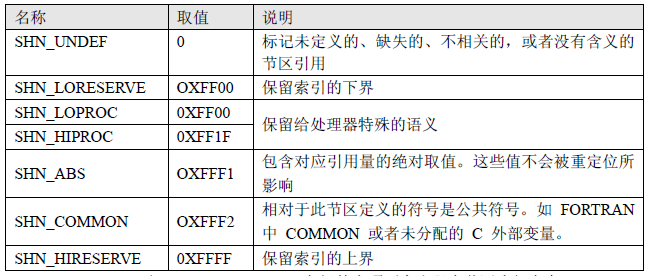 名称 取值 说明
SHN_UNDEF 0 标记未定义的、缺失的、不相关的，或者没有含义的
节区引用
SHN_LORESERVE OXFF00 保留索引的下界
SHN_LOPROC 0XFF00 保留给处理器特殊的语义
SHN_HIPROC 0XFF1F
SHN_ABS OXFFF1 包含对应引用量的绝对取值。这些值不会被重定位所
影响
SHN_COMMON OXFFF2 相对于此节区定义的符号是公共符号。如 FORTRAN
中 COMMON 或者未分配的 C 外部变量。
SHN_HIRESERVE 0XFFFF 保留索引的上界